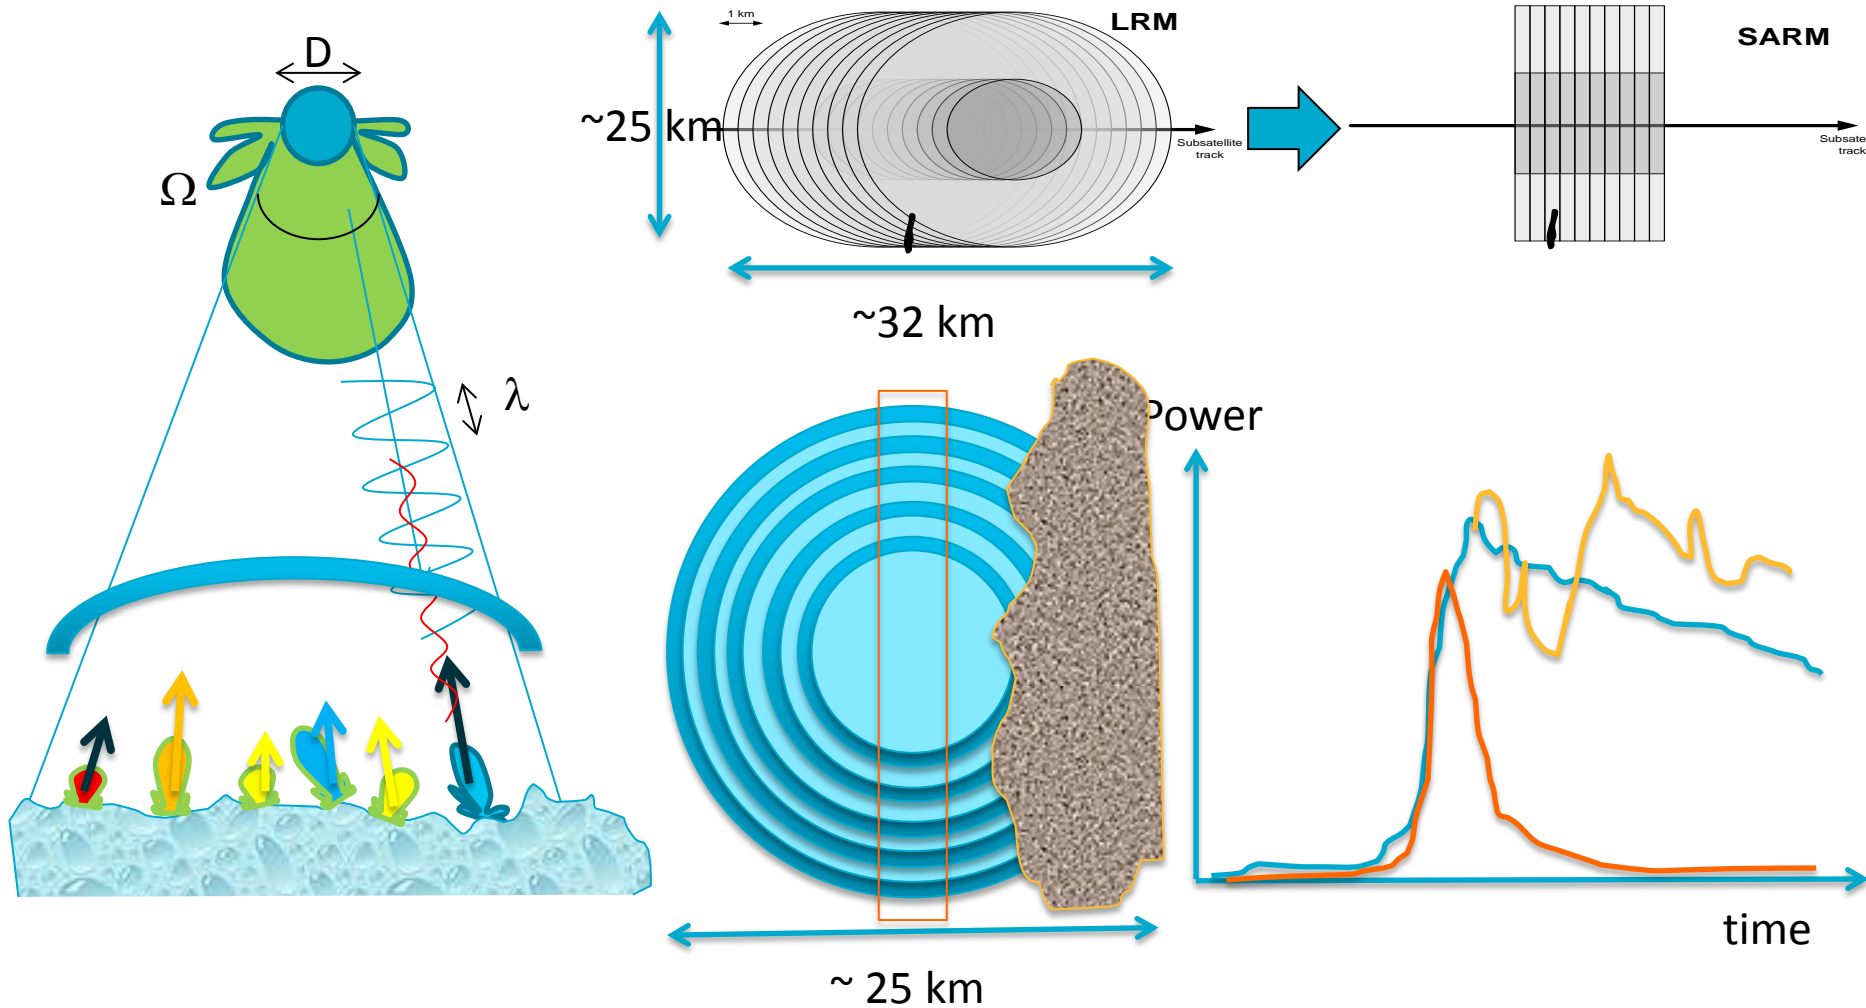 D
Ω
λ
1 km
LRM
~25 km
Subsatellite
track
~32 km
SARM
Subsate
track
Power
time
~ 25 km